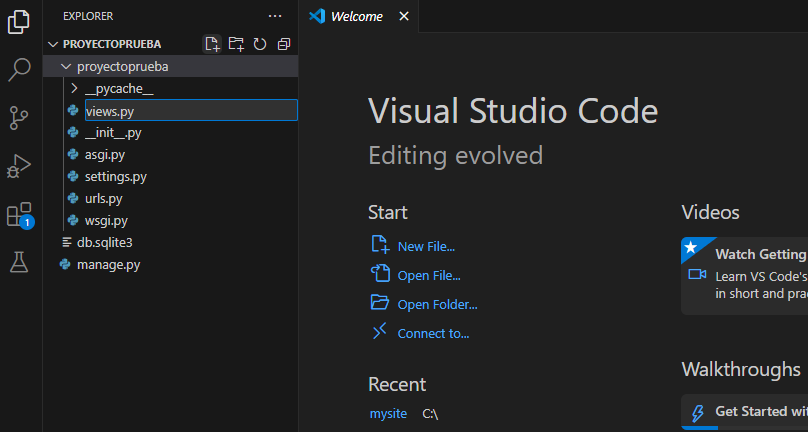 EXPLORER
PROYECTOPRUEBA
proyectoprueba
__pycache__
views.py
__init__.py
asgi.py
settings.py
urls.py
wsgi.py
db.sqlite3
manage.py
1
Welcome
Visual Studio Code
Editing evolved
Start
New File...
Open File...
Open Folder...
Connect to...
Recent
mysite C:\
Videos
Watch Getting
Learn VS Code's
in short and prac
Walkthroughs
Get Started wit